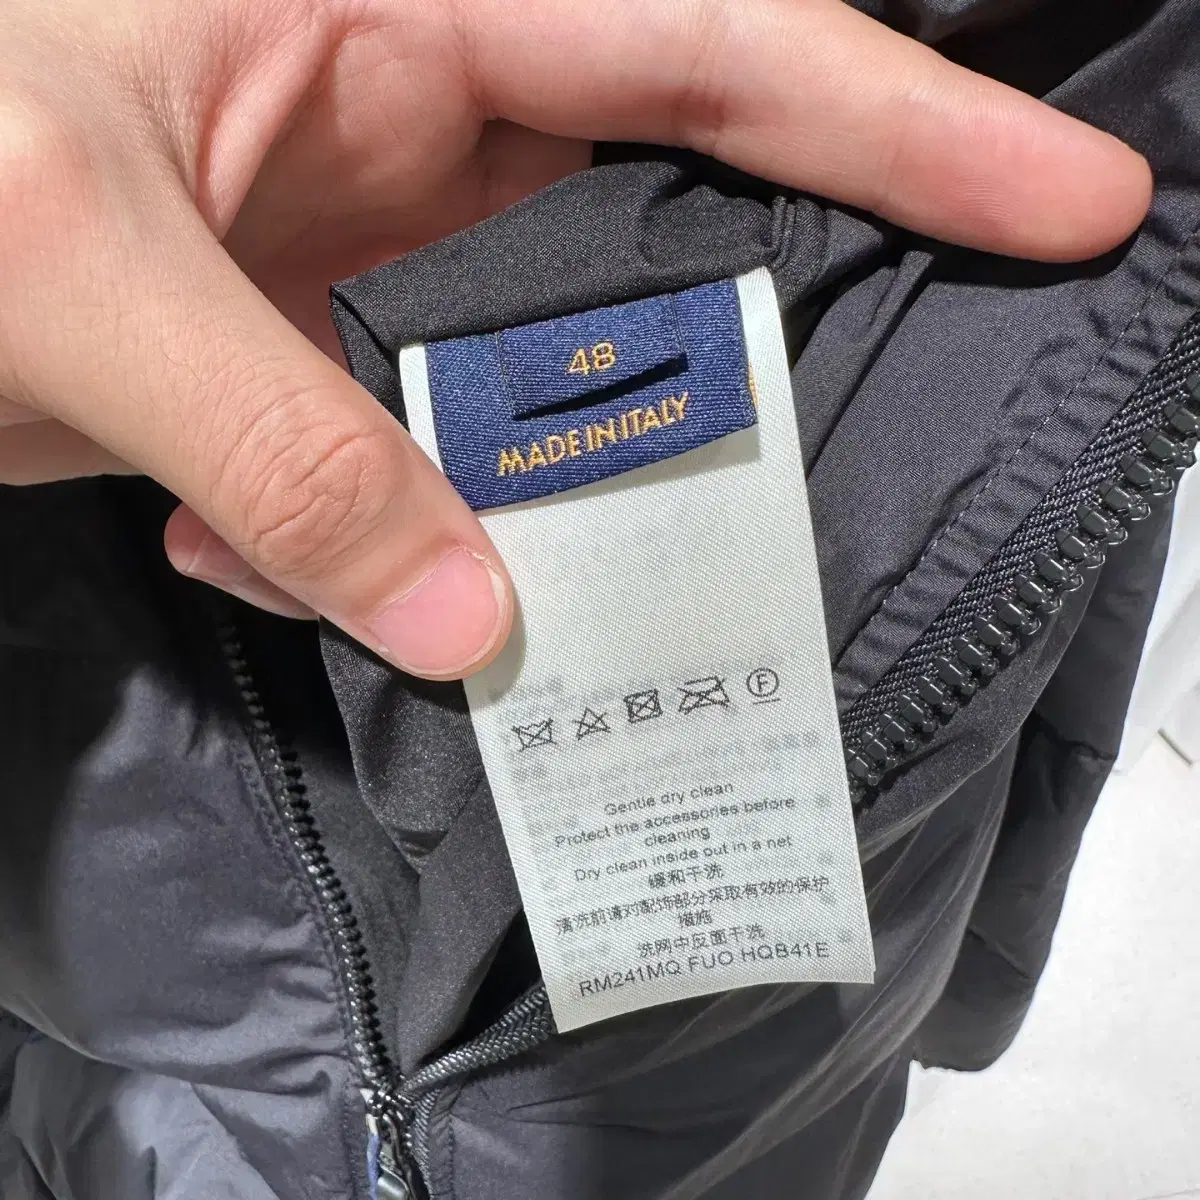 48
MADE IN ITALY
F
Gentle dry clean
Protect the accessories before
cleaning
Dry clean inside out in a net
缓和干洗
清洗前请对配饰部分采取有效的保护
措施
洗网中反面干洗
RM241MQ FUO HQB41E